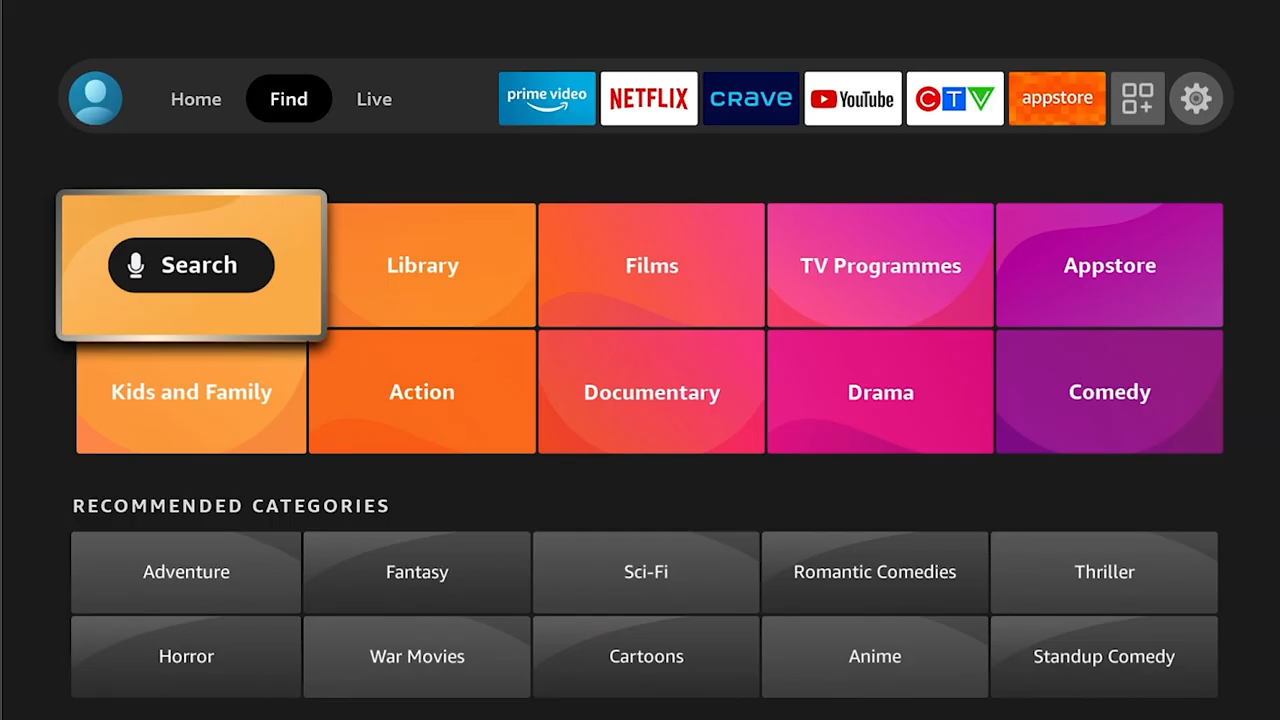 Home Find Live prime video NETFLIX CRAVE YouTube CTV appstore
Search Library Films TV Programmes Appstore
Kids and Family Action Documentary Drama Comedy
RECOMMENDED CATEGORIES
Adventure Fantasy Sci-Fi Romantic Comedies Thriller
Horror War Movies Cartoons Anime Standup Comedy